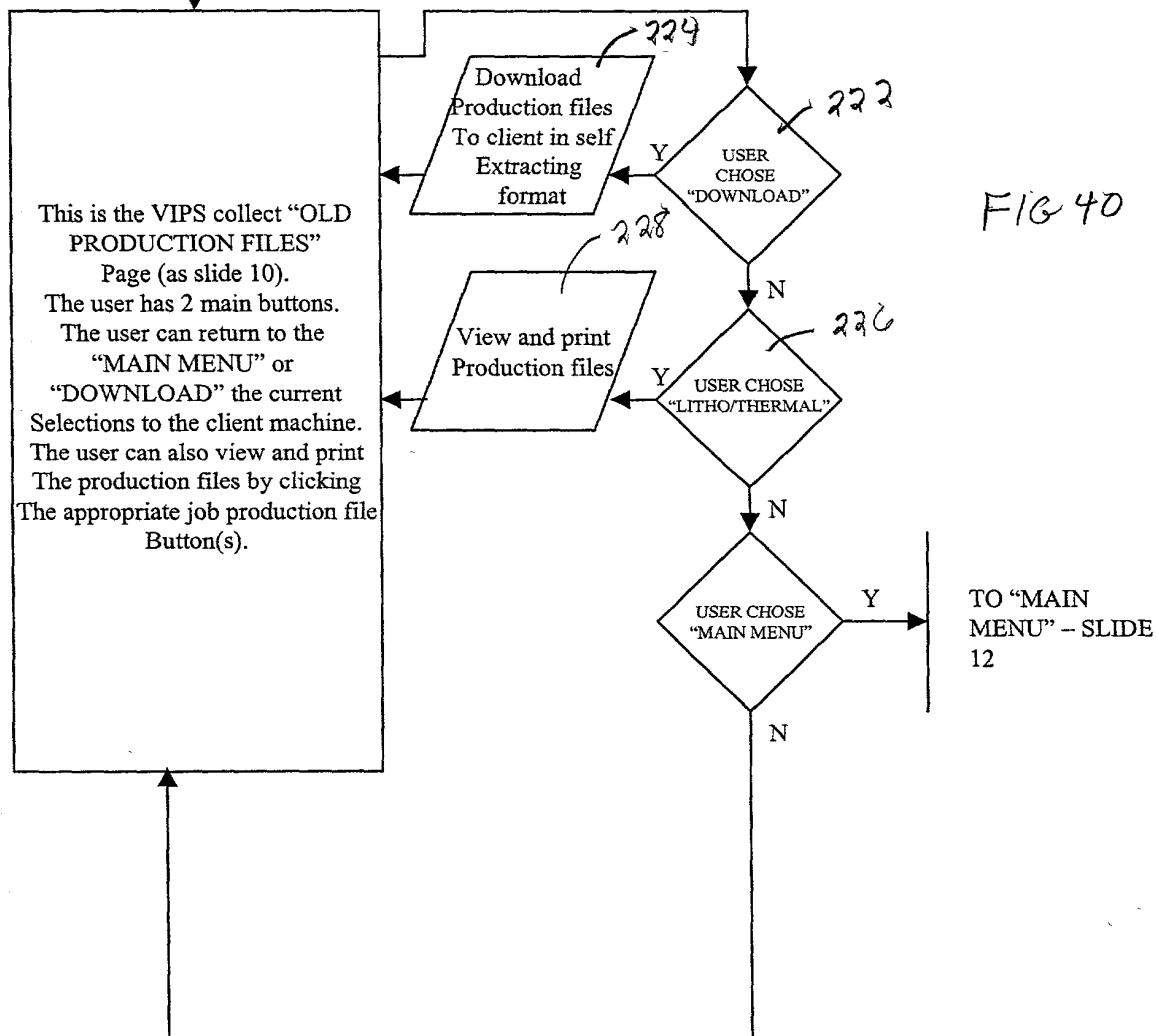 This is the VIPS collect “OLD
PRODUCTION FILES”
Page (as slide 10).
The user has 2 main buttons.
The user can return to the
“MAIN MENU” or
“DOWNLOAD” the current
Selections to the client machine.
The user can also view and print
The production files by clicking
The appropriate job production file
Button(s).
224
Download
Production files
To client in self
Extracting
format
Y
222
USER
CHOSE
“DOWNLOAD”
FIG 40
N
228
View and print
Production files
Y
226
USER CHOSE
“LITHO/THERMAL”
N
USER CHOSE
“MAIN MENU”
Y
TO “MAIN
MENU” – SLIDE
12
N